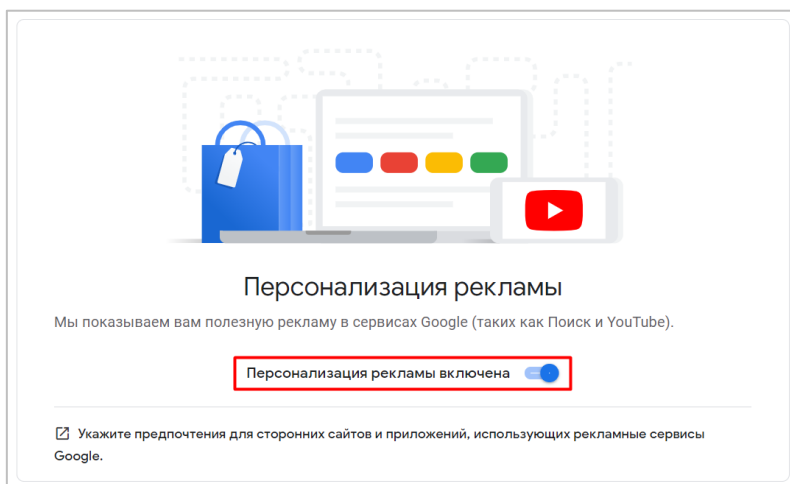 Персонализация рекламы
Мы показываем вам полезную рекламу в сервисах Google (таких как Поиск и YouTube).
Персонализация рекламы включена
Укажите предпочтения для сторонних сайтов и приложений, использующих рекламные сервисы
Google.